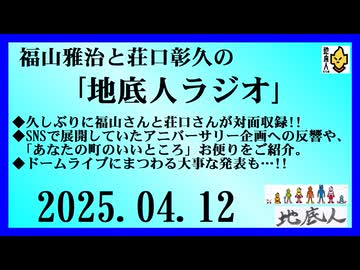 福山雅治と荘口彰久の
「地底人ラジオ」
◆久しぶりに福山さんと荘口さんが対面収録!!
◆SNSで展開していたアニバーサリー企画への反響や、
「あなたの町のいいところ」お便りをご紹介。
◆ドームライブにまつわる大事な発表も…!!
2025.04.12
地底人